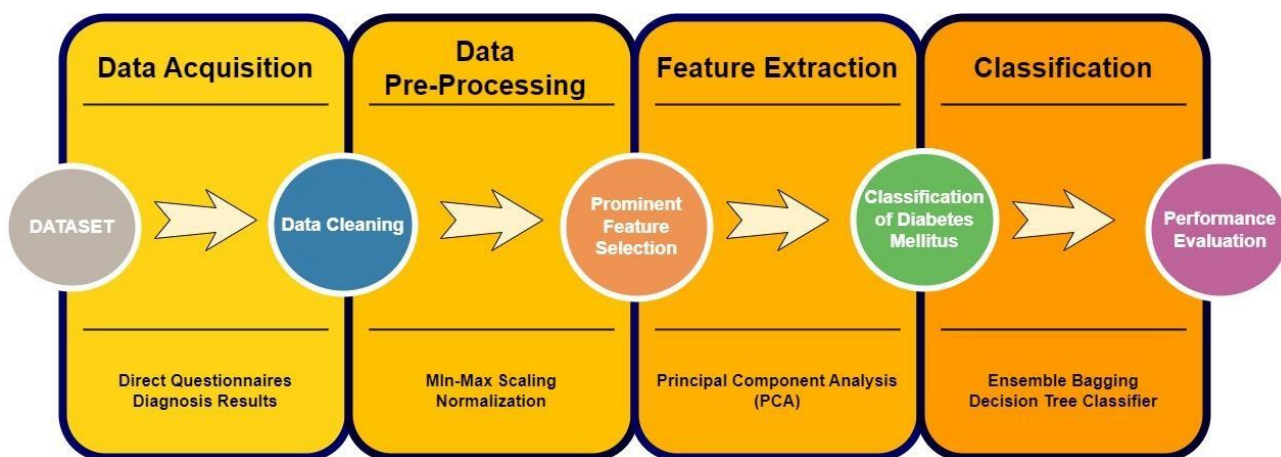 Data Acquisition
Data
Pre-Processing
Feature Extraction
Classification
DATASET
Data Cleaning
Prominent
Feature
Selection
Classification
of Diabetes
Mellitus
Performance
Evaluation
Direct Questionnaires
Diagnosis Results
MIn-Max Scaling
Normalization
Principal Component Analysis
(PCA)
Ensemble Bagging
Decision Tree Classifier